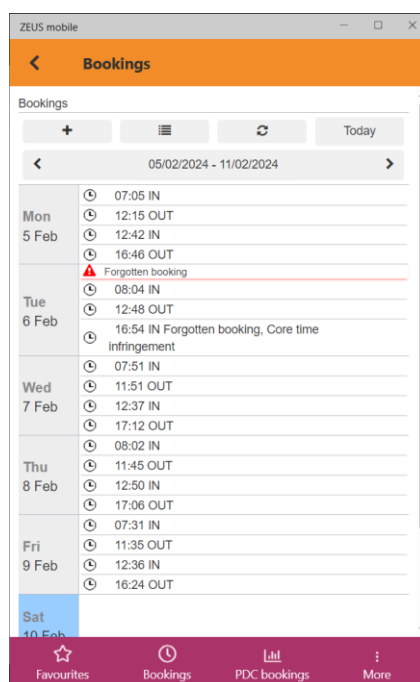 ZEUS mobile
Bookings
Bookings
Today
05/02/2024 - 11/02/2024
Mon
5 Feb
07:05 IN
12:15 OUT
12:42 IN
16:46 OUT
Tue
6 Feb
Forgotten booking
08:04 IN
12:48 OUT
16:54 IN Forgotten booking, Core time
infringement
Wed
7 Feb
07:51 IN
11:51 OUT
12:37 IN
17:12 OUT
Thu
8 Feb
08:02 IN
11:45 OUT
12:50 IN
17:06 OUT
Fri
9 Feb
07:31 IN
11:35 OUT
12:36 IN
16:24 OUT
Sat
10 Feb
Favourites
Bookings
PDC bookings
More